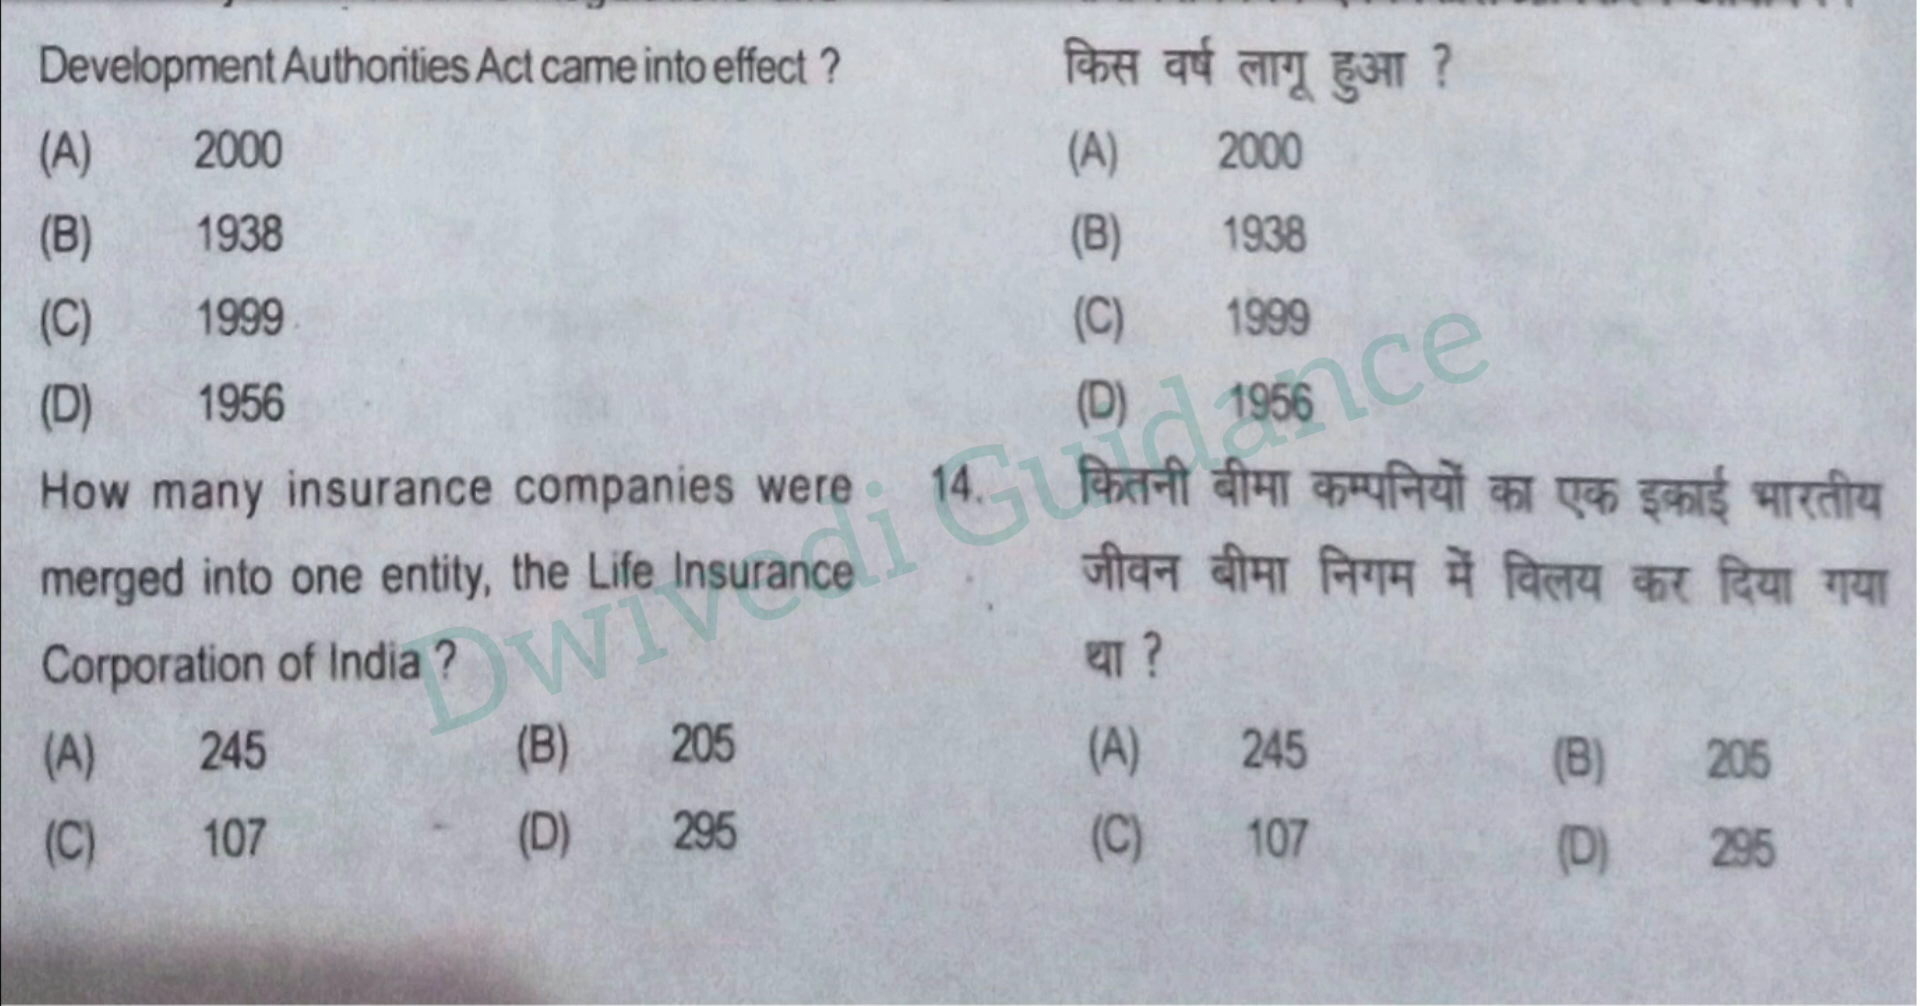 Development Authorities Act came into effect ?
(A) 2000
(B) 1938
(C) 1999
(D) 1956
How many insurance companies were
merged into one entity, the Life Insurance
Corporation of India ?
(A) 245 (B) 205
(C) 107 (D) 295
किस वर्ष लागू हुआ ?
(A) 2000
(B) 1938
(C) 1999
(D) 1956
14. कितनी बीमा कम्पनियों का एक इकाई भारतीय
जीवन बीमा निगम में विलय कर दिया गया
था ?
(A) 245 (B) 205
(C) 107 (D) 295
Dwivedi Guidance